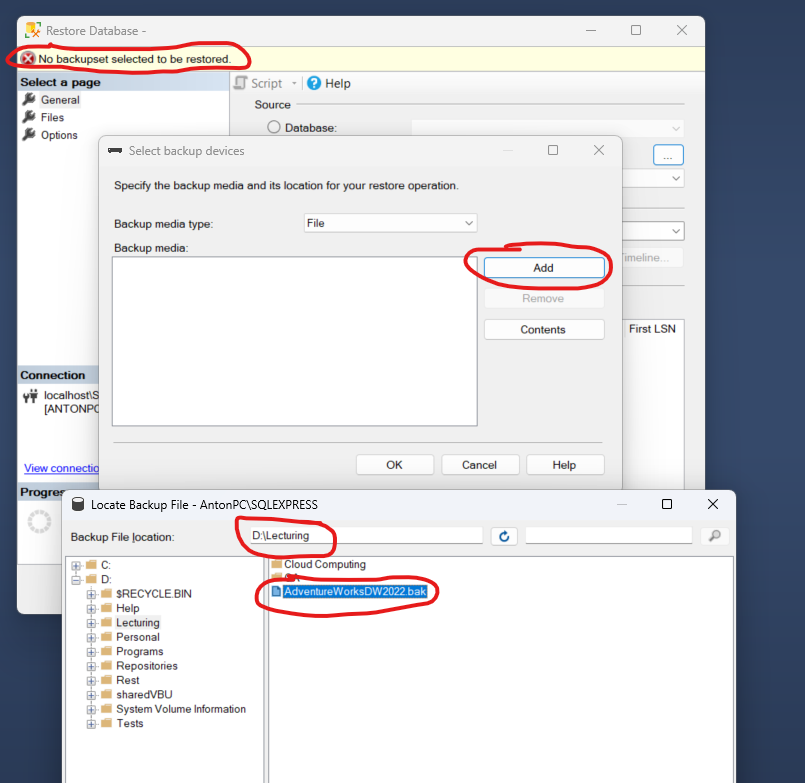 Restore Database -
No backupset selected to be restored.
Select a page
General
Files
Options
Script
Help
Source
Database:
...
Timeline...
First LSN
Connection
localhost\S
[ANTONPC
View connectio
Progres
Select backup devices
Specify the backup media and its location for your restore operation.
Backup media type:
File
Backup media:
Add
Remove
Contents
OK
Cancel
Help
Locate Backup File - AntonPC\SQLEXPRESS
Backup File location:
D:\Lecturing
C:
D:
$RECYCLE.BIN
Help
Lecturing
Personal
Programs
Repositories
Rest
sharedVBU
System Volume Information
Tests
Cloud Computing
AdventureWorksDW2022.bak